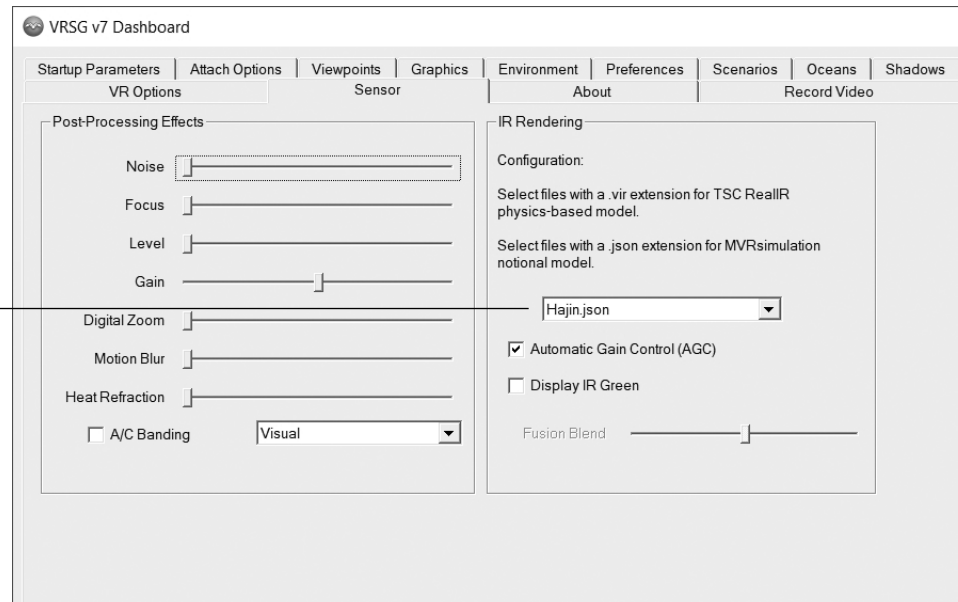 VRSG v7 Dashboard
Startup Parameters Attach Options Viewpoints Graphics Environment Preferences Scenarios Oceans Shadows
VR Options Sensor About Record Video
Post-Processing Effects
Noise
Focus
Level
Gain
Digital Zoom
Motion Blur
Heat Refraction
A/C Banding Visual
IR Rendering
Configuration:
Select files with a .vir extension for TSC RealIR
physics-based model.
Select files with a .json extension for MVRsimulation
notional model.
Hajin.json
Automatic Gain Control (AGC)
Display IR Green
Fusion Blend